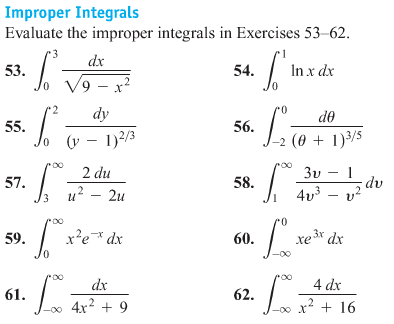 Improper Integrals
Evaluate the improper integrals in Exercises 53–62.
53. ∫₀³ dx / √(9 − x²)
54. ∫₀¹ ln x dx
55. ∫₀² dy / (y − 1)^(2/3)
56. ∫₋₂⁰ dθ / (θ + 1)^(3/5)
57. ∫₃^∞ 2 du / (u² − 2u)
58. ∫₁^∞ (3v − 1) / (4v³ − v²) dv
59. ∫₀^∞ x²e^(−x) dx
60. ∫₋∞⁰ xe^(3x) dx
61. ∫₋∞^∞ dx / (4x² + 9)
62. ∫₋∞^∞ 4 dx / (x² + 16)